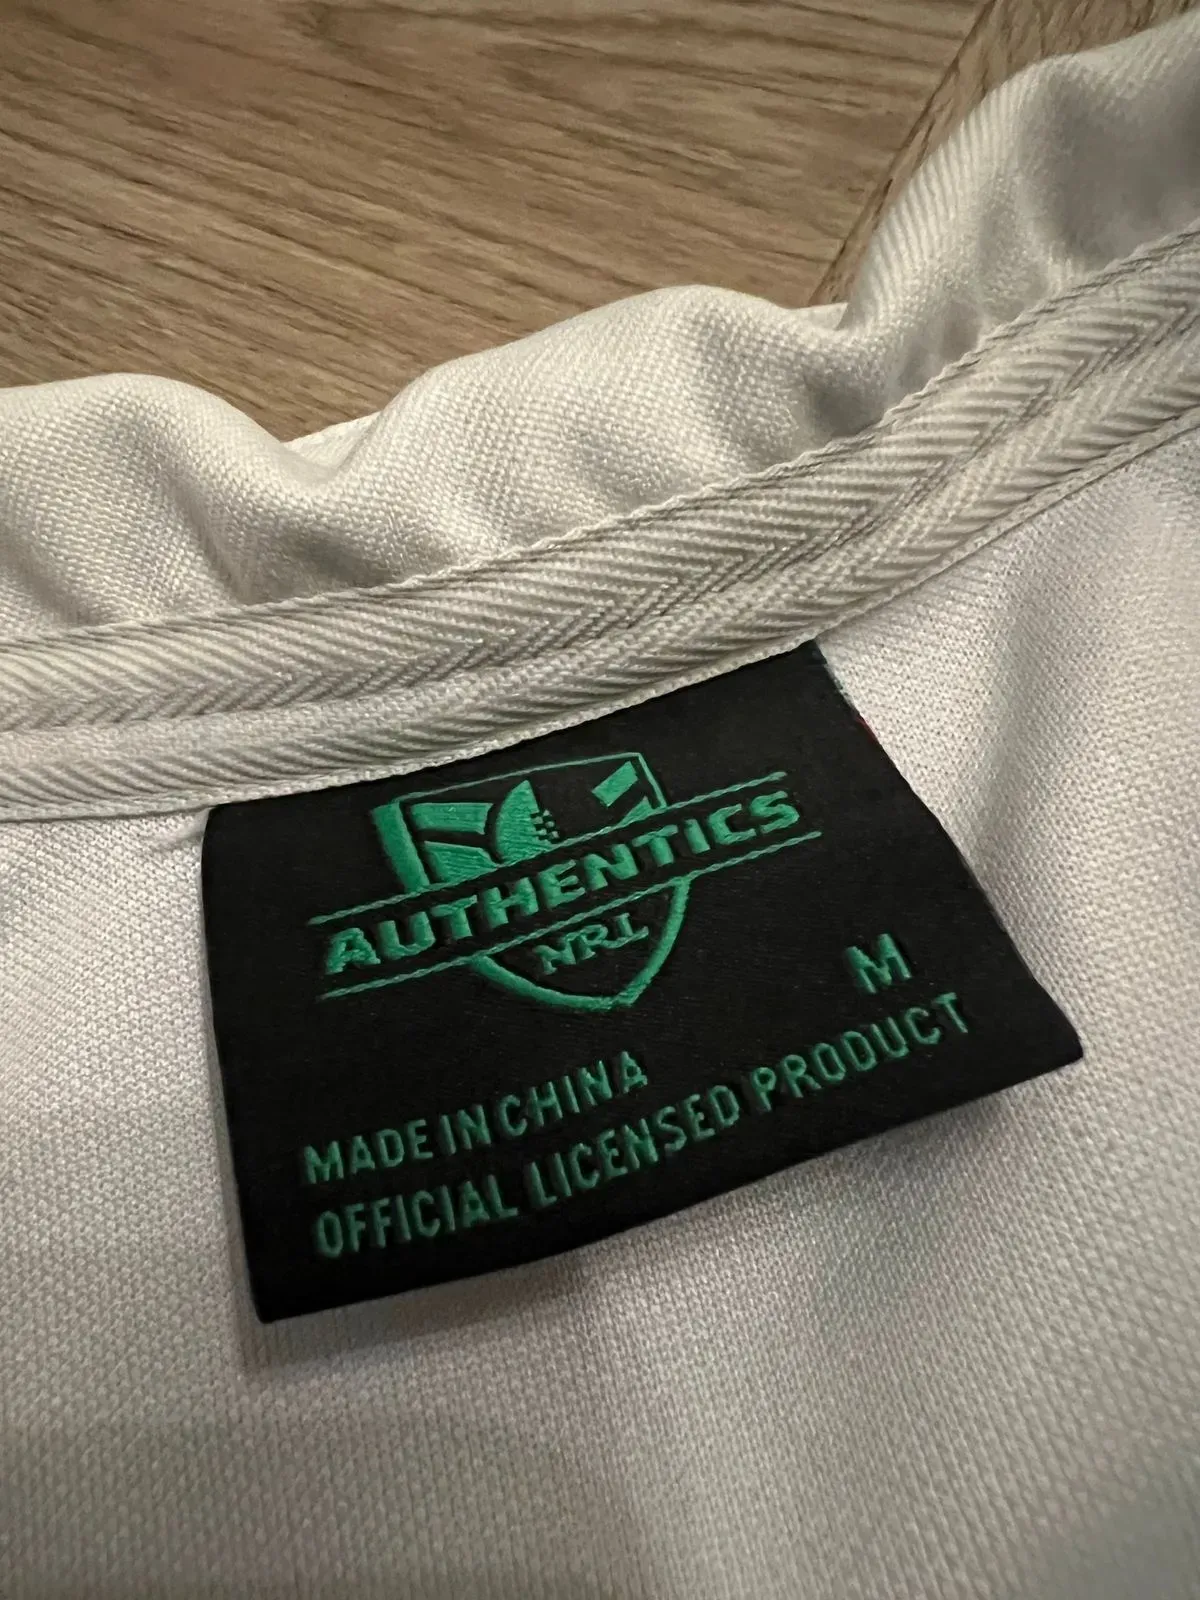 AUTHENTICS
NRL
M
MADE IN CHINA
OFFICIAL LICENSED PRODUCT